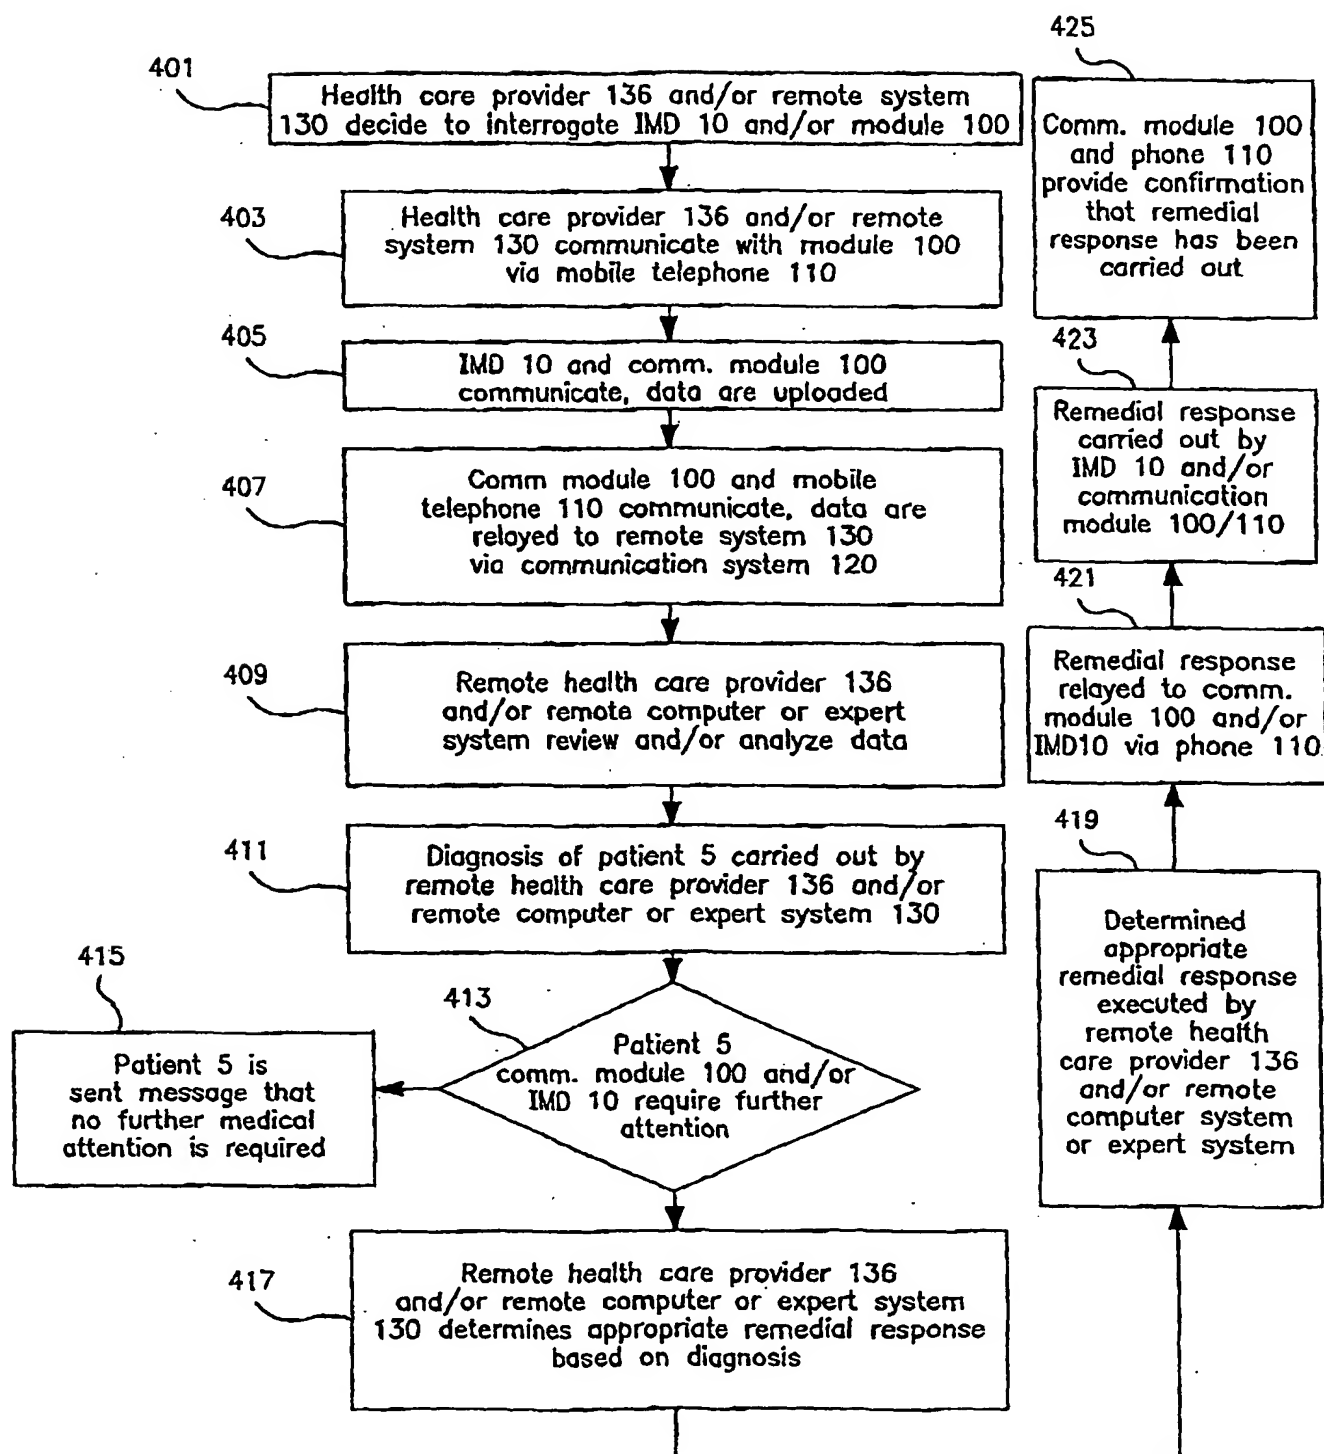 401
Health care provider 136 and/or remote system
130 decide to interrogate IMD 10 and/or module 100
403
Health care provider 136 and/or remote
system 130 communicate with module 100
via mobile telephone 110
405
IMD 10 and comm. module 100
communicate, data are uploaded
407
Comm module 100 and mobile
telephone 110 communicate, data are
relayed to remote system 130
via communication system 120
409
Remote health care provider 136
and/or remote computer or expert
system review and/or analyze data
411
Diagnosis of patient 5 carried out by
remote health care provider 136 and/or
remote computer or expert system 130
413
Patient 5
comm. module 100 and/or
IMD 10 require further
attention
415
Patient 5 is
sent message that
no further medical
attention is required
417
Remote health care provider 136
and/or remote computer or expert system
130 determines appropriate remedial response
based on diagnosis
419
Determined
appropriate
remedial response
executed by
remote health
care provider 136
and/or remote
computer system
or expert system
421
Remedial response
relayed to comm.
module 100 and/or
IMD10 via phone 110
423
Remedial response
carried out by
IMD 10 and/or
communication
module 100/110
425
Comm. module 100
and phone 110
provide confirmation
that remedial
response has been
carried out